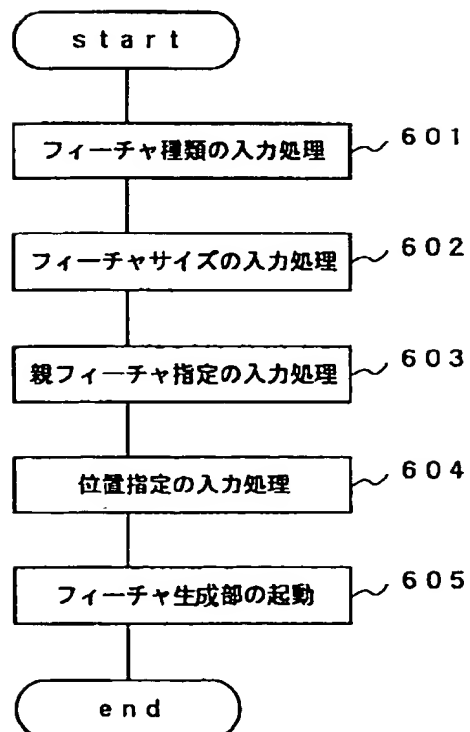 start
フィーチャ種類の入力処理 601
フィーチャサイズの入力処理 602
親フィーチャ指定の入力処理 603
位置指定の入力処理 604
フィーチャ生成部の起動 605
end